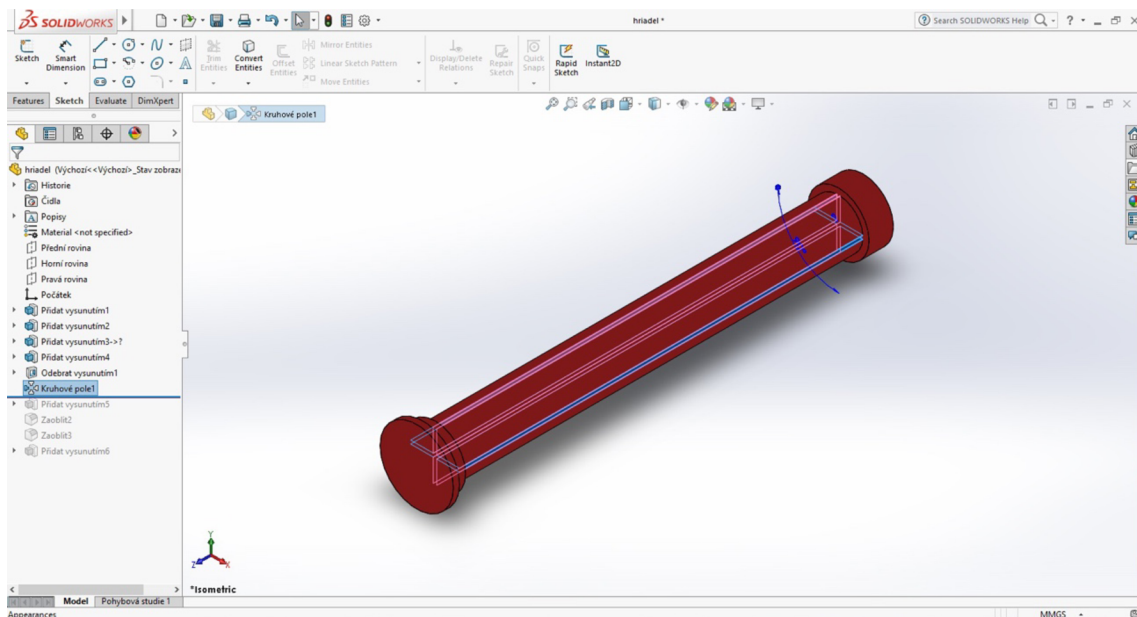 SOLIDWORKS
hriadel *
Search SOLIDWORKS Help
?
Sketch
Smart Dimension
Trim Entities
Convert Entities
Offset Entities
Mirror Entities
Linear Sketch Pattern
Move Entities
Display/Delete Relations
Repair Sketch
Quick Snaps
Rapid Sketch
Instant2D
Features Sketch Evaluate DimXpert
Kruhové pole1
hriadel (Výchozí<<Výchozí>_Stav zobraze
Historie
Čidla
Popisy
Material <not specified>
Přední rovina
Horní rovina
Pravá rovina
Počátek
Přidat vysunutím1
Přidat vysunutím2
Přidat vysunutím3->?
Přidat vysunutím4
Odebrat vysunutím1
Kruhové pole1
Přidat vysunutím5
Zaoblit2
Zaoblit3
Přidat vysunutím6
Y
Z
X
*Isometric
Model Pohybová studie 1
Appearances
MMGS